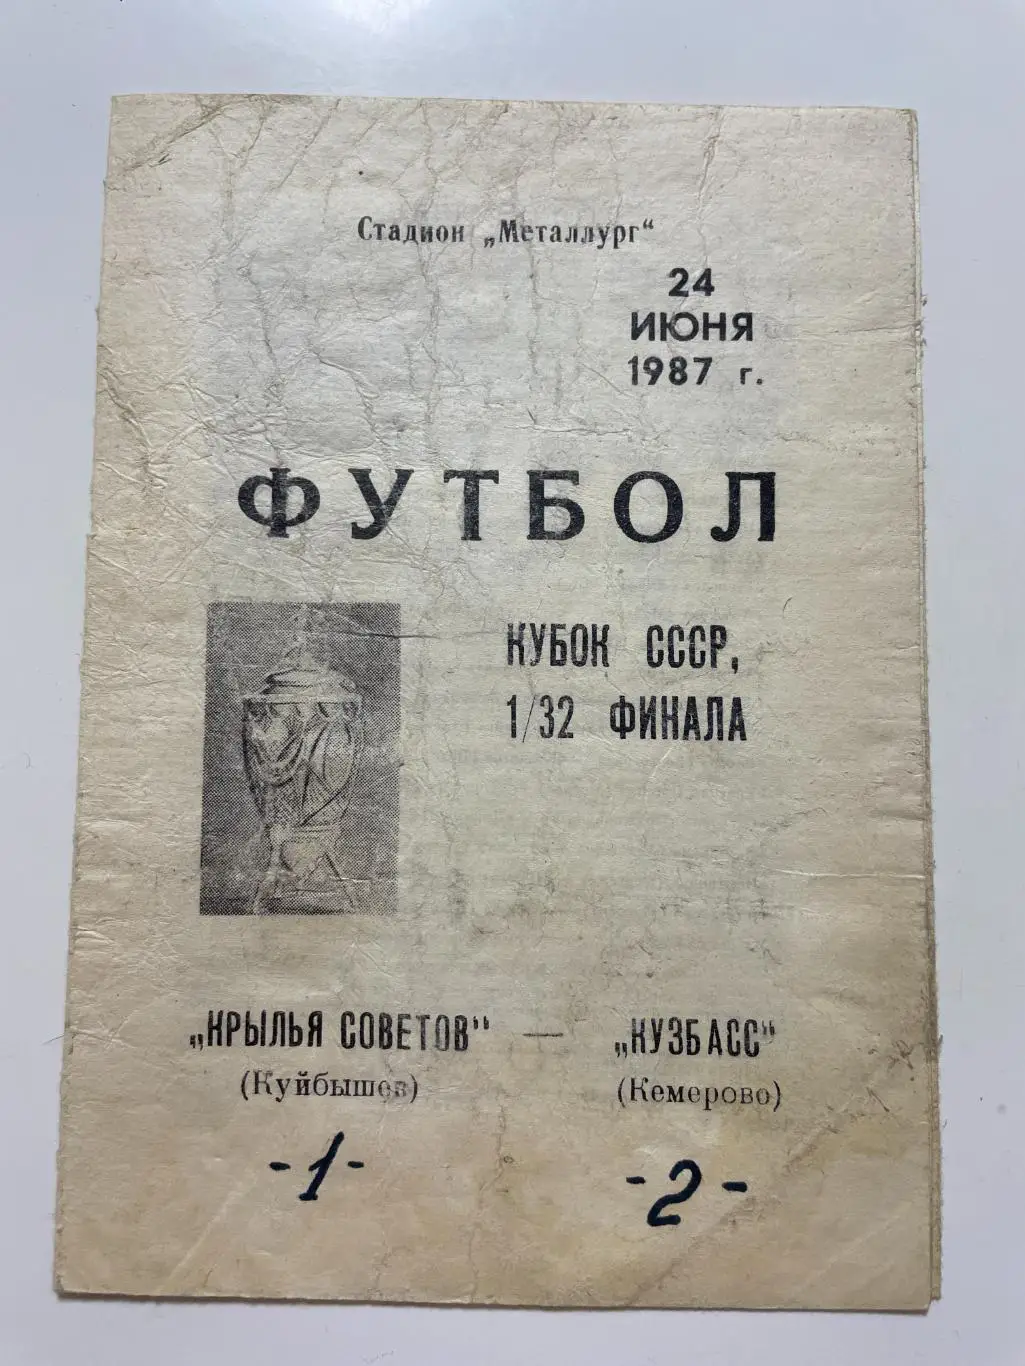 Стадион „Металлург“
24
ИЮНЯ
1987 г.
ФУТБОЛ
КУБОК СССР,
1/32 ФИНАЛА
„КРЫЛЬЯ СОВЕТОВ“ — „КУЗБАСС“
(Куйбышев) (Кемерово)
-1- -2-